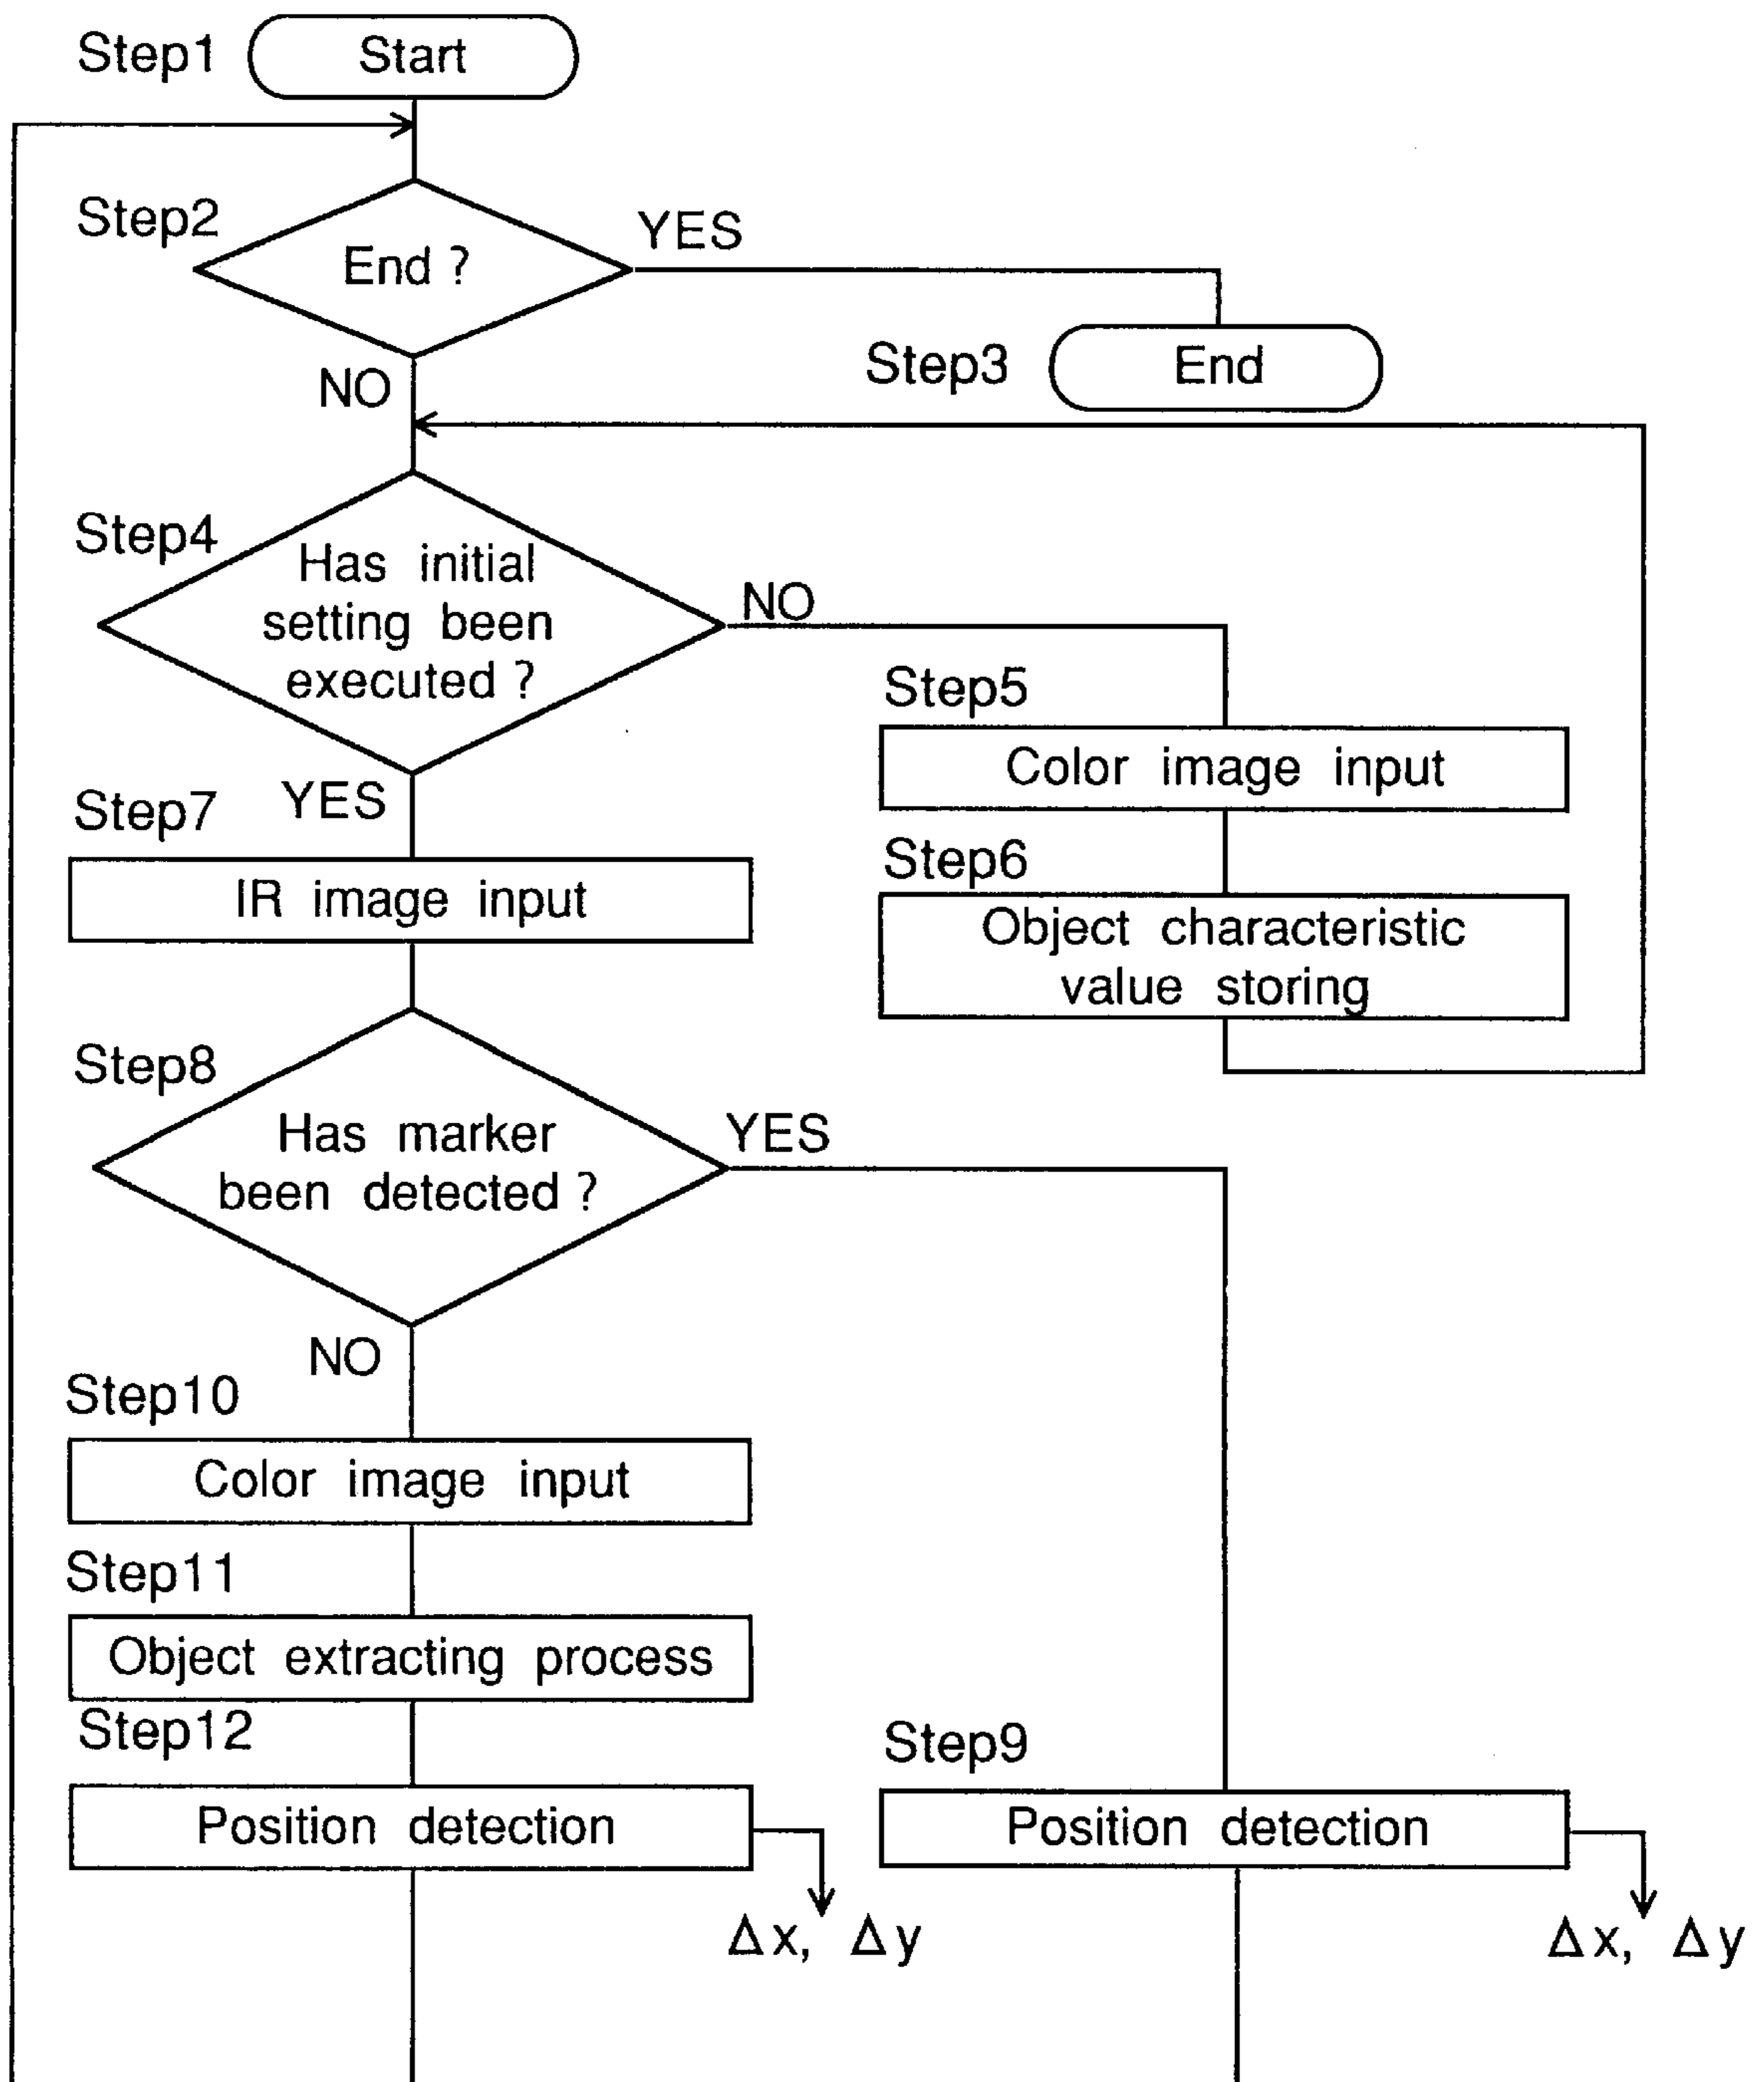 Step1
Start
Step2
End ?
YES
NO
Step3
End
Step4
Has initial
setting been
executed ?
NO
YES
Step5
Color image input
Step6
Object characteristic
value storing
Step7
IR image input
Step8
Has marker
been detected ?
YES
NO
Step10
Color image input
Step11
Object extracting process
Step12
Position detection
Δx, Δy
Step9
Position detection
Δx, Δy